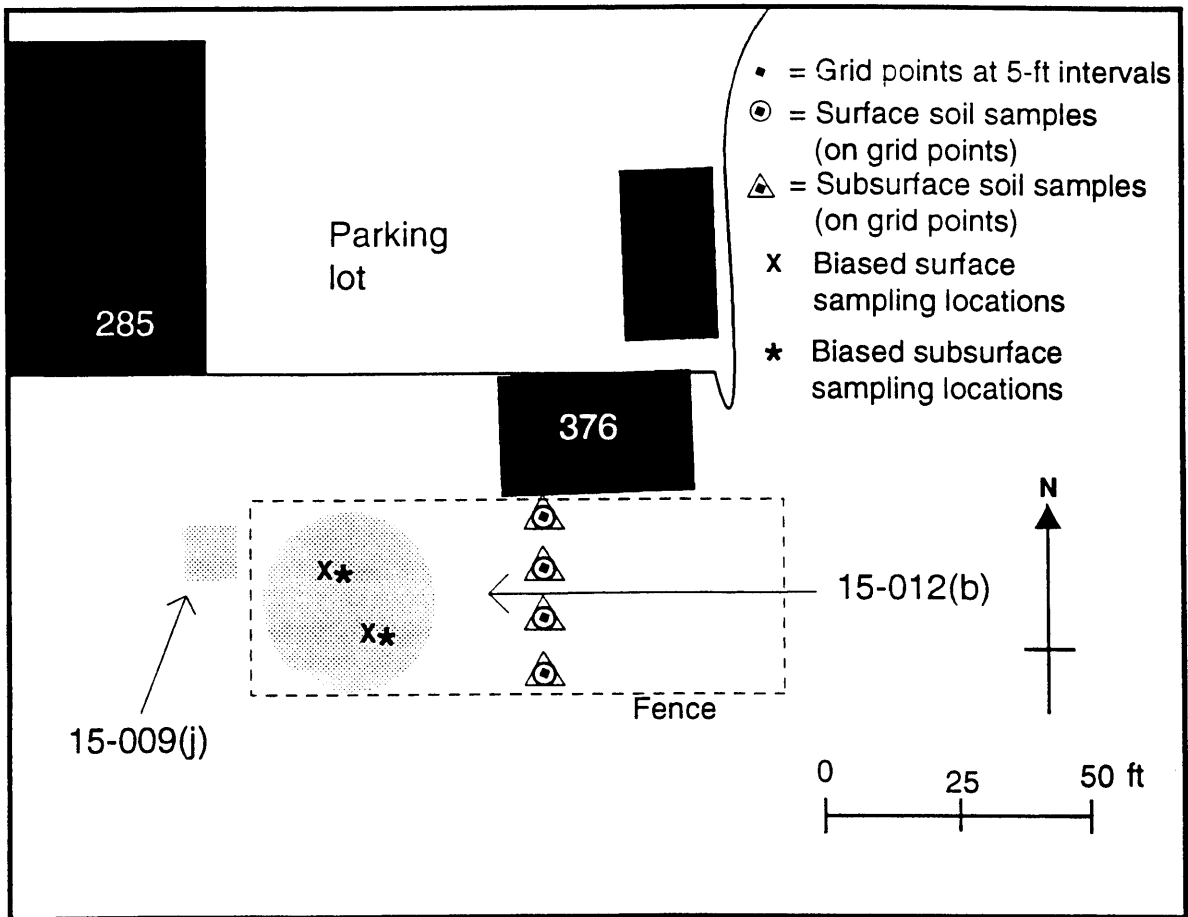 = Grid points at 5-ft intervals
= Surface soil samples
(on grid points)
= Subsurface soil samples
(on grid points)
X Biased surface
sampling locations
* Biased subsurface
sampling locations
Parking
lot
285
376
N
X*
X*
15-012(b)
Fence
15-009(j)
0 25 50 ft